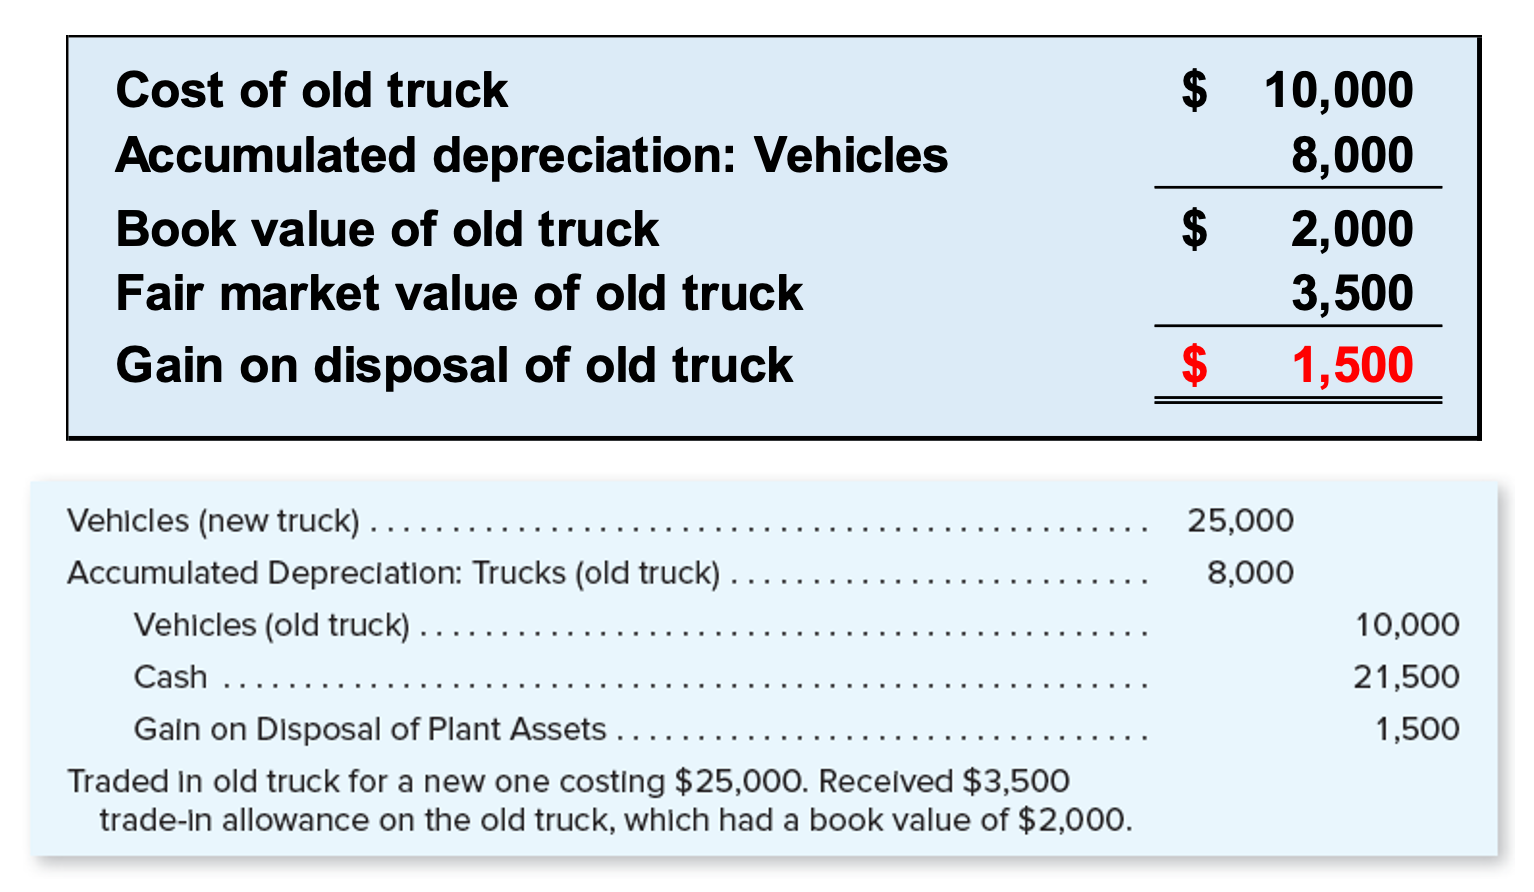 Cost of old truck $ 10,000
Accumulated depreciation: Vehicles 8,000
Book value of old truck $ 2,000
Fair market value of old truck 3,500
Gain on disposal of old truck $ 1,500
Vehicles (new truck) . . . . . . . . . . . . . . . . . . . . . . . . . . . . . . . . . . . . . . . . . . . . . . . . 25,000
Accumulated Depreciation: Trucks (old truck) . . . . . . . . . . . . . . . . . . . . . . . . . . 8,000
Vehicles (old truck) . . . . . . . . . . . . . . . . . . . . . . . . . . . . . . . . . . . . . . . . . . . . . 10,000
Cash . . . . . . . . . . . . . . . . . . . . . . . . . . . . . . . . . . . . . . . . . . . . . . . . . . . . . . . . . 21,500
Gain on Disposal of Plant Assets . . . . . . . . . . . . . . . . . . . . . . . . . . . . . . . . . 1,500
Traded in old truck for a new one costing $25,000. Received $3,500
trade-in allowance on the old truck, which had a book value of $2,000.